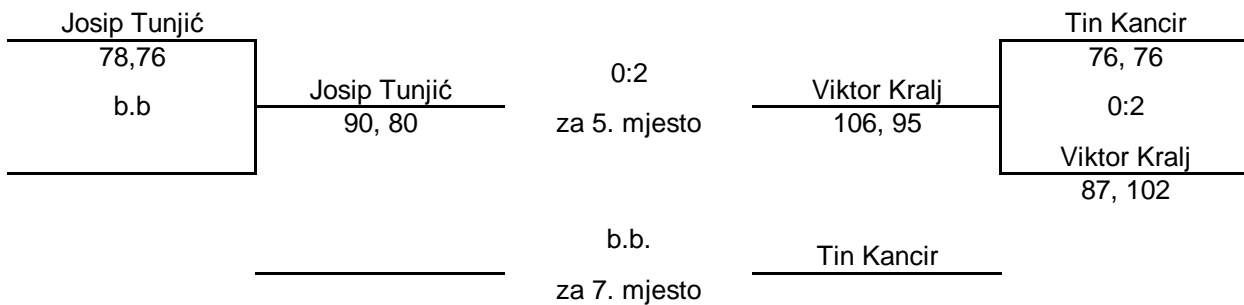 Josip Tunjić
78,76
b.b
Josip Tunjić
90, 80
0:2
za 5. mjesto
Viktor Kralj
106, 95
Tin Kancir
76, 76
0:2
Viktor Kralj
87, 102
b.b.
za 7. mjesto
Tin Kancir